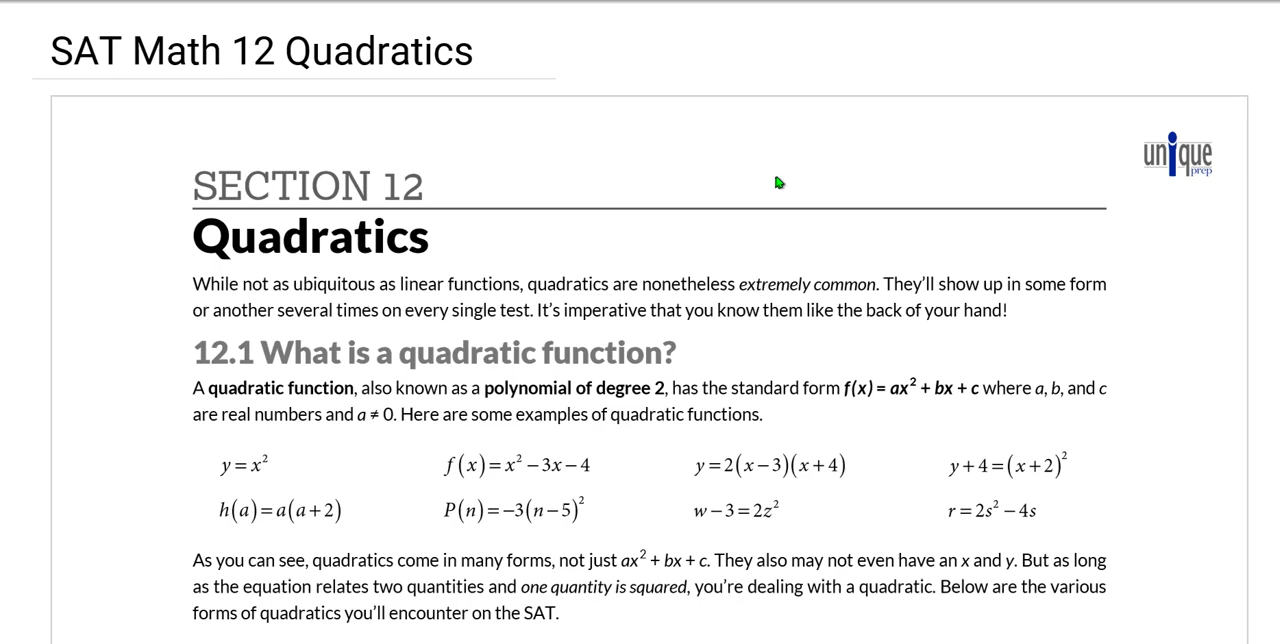 SAT Math 12 Quadratics
unique
prep
SECTION 12
Quadratics
While not as ubiquitous as linear functions, quadratics are nonetheless extremely common. They'll show up in some form
or another several times on every single test. It's imperative that you know them like the back of your hand!
12.1 What is a quadratic function?
A quadratic function, also known as a polynomial of degree 2, has the standard form f(x) = ax² + bx + c where a, b, and c
are real numbers and a ≠ 0. Here are some examples of quadratic functions.
y = x² f(x) = x² − 3x − 4 y = 2(x − 3)(x + 4) y + 4 = (x + 2)²
h(a) = a(a + 2) P(n) = −3(n − 5)² w − 3 = 2z² r = 2s² − 4s
As you can see, quadratics come in many forms, not just ax² + bx + c. They also may not even have an x and y. But as long
as the equation relates two quantities and one quantity is squared, you're dealing with a quadratic. Below are the various
forms of quadratics you'll encounter on the SAT.